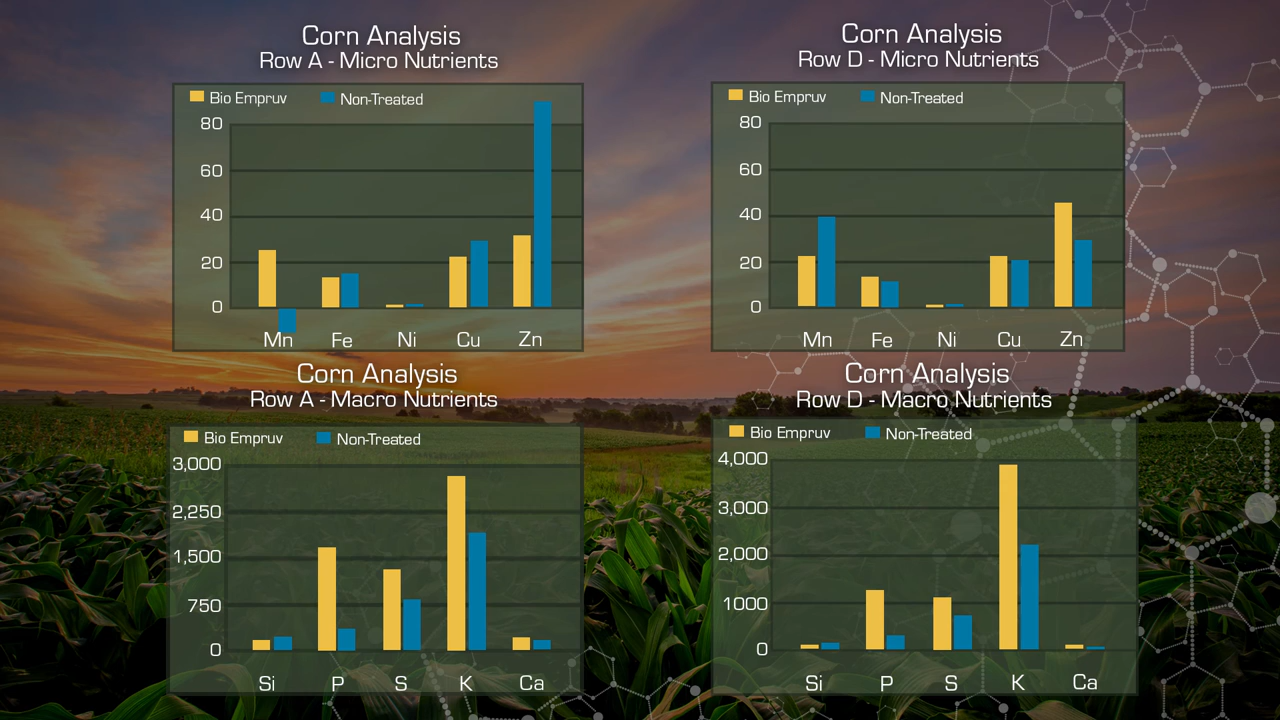 Corn Analysis
Row A - Micro Nutrients
Bio Empruv
Non-Treated
80
60
40
20
0
Mn
Fe
Ni
Cu
Zn
Corn Analysis
Row D - Micro Nutrients
Bio Empruv
Non-Treated
80
60
40
20
0
Mn
Fe
Ni
Cu
Zn
Corn Analysis
Row A - Macro Nutrients
Bio Empruv
Non-Treated
3,000
2,250
1,500
750
0
Si
P
S
K
Ca
Corn Analysis
Row D - Macro Nutrients
Bio Empruv
Non-Treated
4,000
3,000
2,000
1000
0
Si
P
S
K
Ca